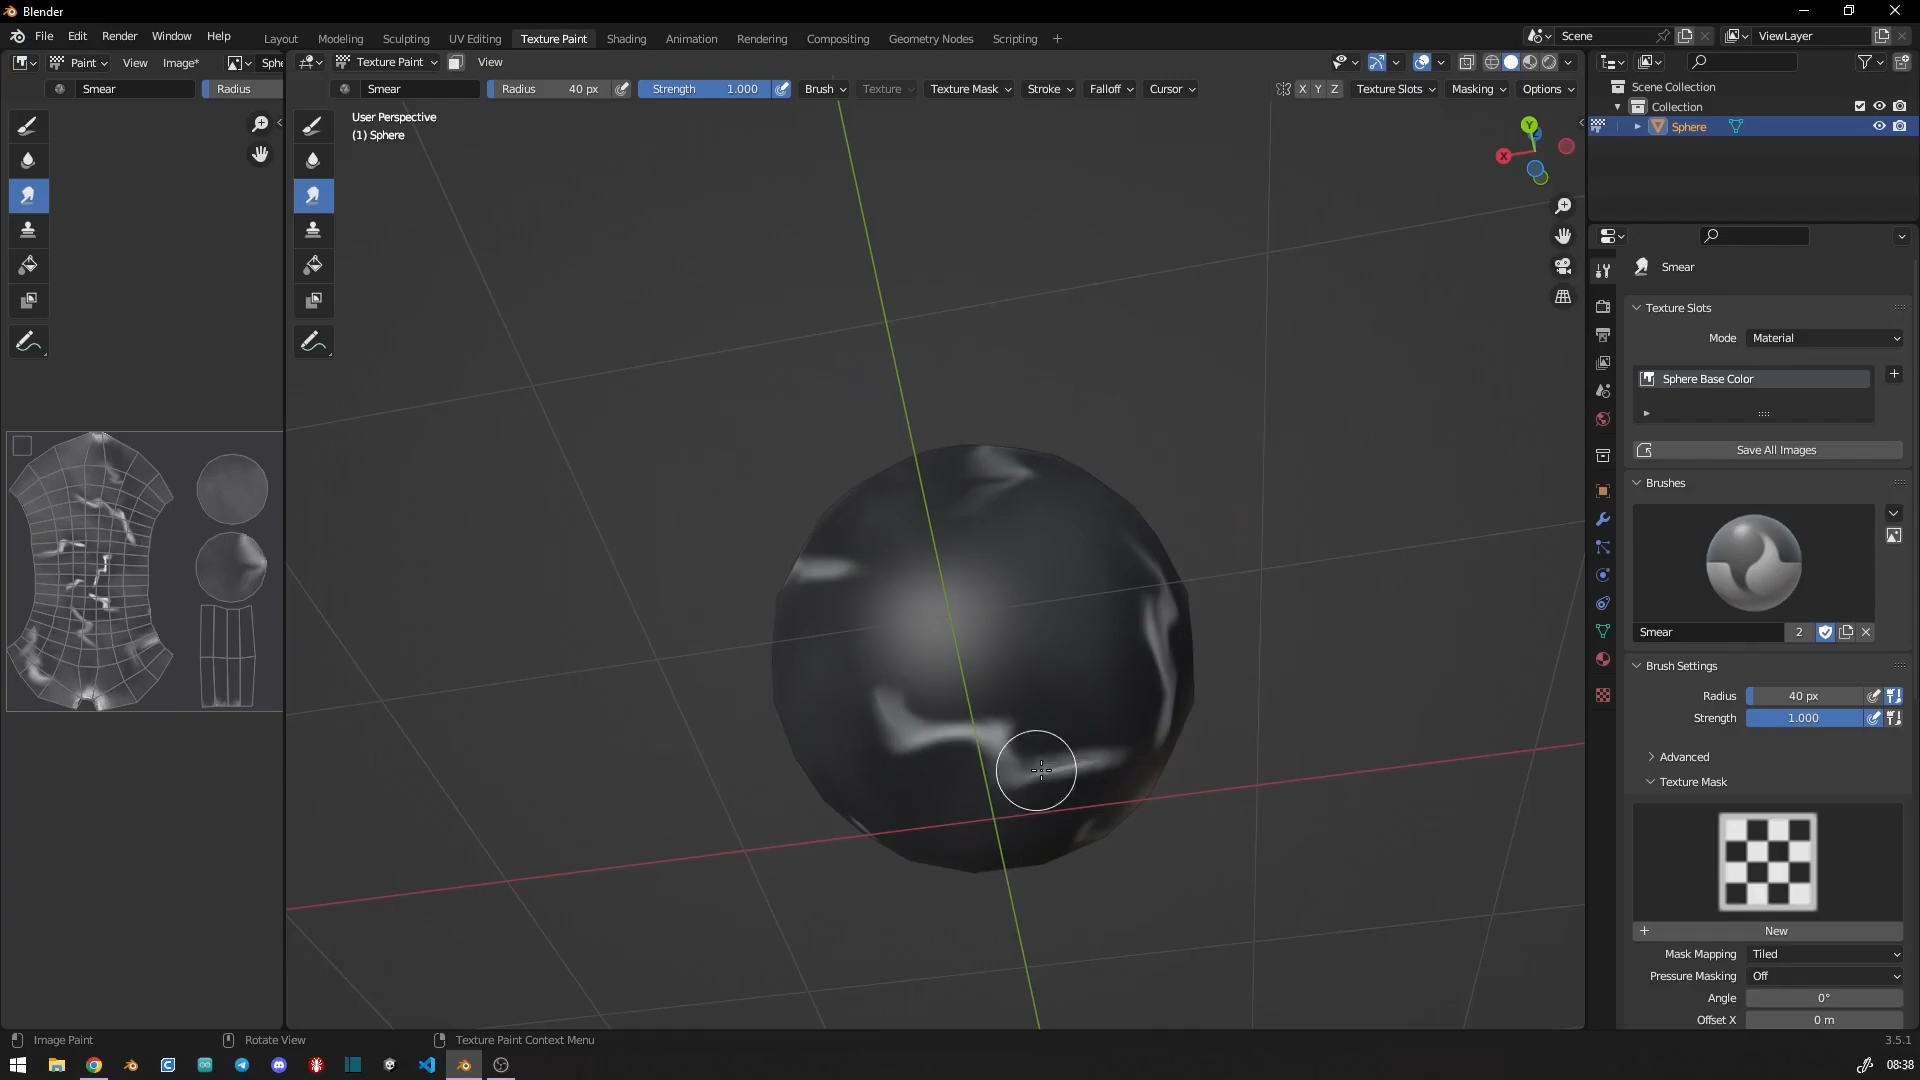 Blender
File Edit Render Window Help
Layout Modeling Sculpting UV Editing Texture Paint Shading Animation Rendering Compositing Geometry Nodes Scripting +
Scene
ViewLayer
Paint View Image* Sphe
Texture Paint View
Smear Radius
Smear Radius 40 px Strength 1.000 Brush Texture Texture Mask Stroke Falloff Cursor X Y Z Texture Slots Masking Options
User Perspective
(1) Sphere
Y
X
Scene Collection
Collection
Sphere
Smear
Texture Slots
Mode Material
Sphere Base Color
Save All Images
Brushes
Smear 2
Brush Settings
Radius 40 px
Strength 1.000
Advanced
Texture Mask
+ New
Mask Mapping Tiled
Pressure Masking Off
Angle 0°
Offset X 0 m
Image Paint Rotate View Texture Paint Context Menu 3.5.1
08:38